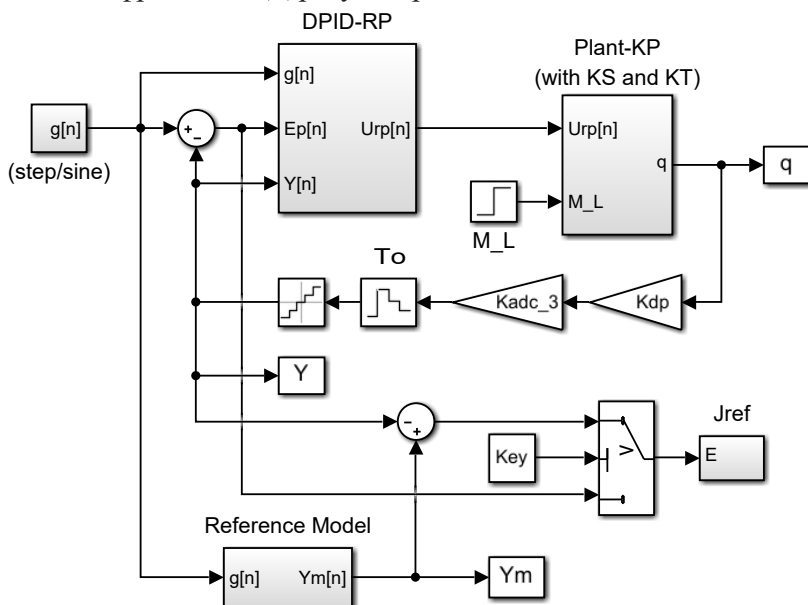 DPID-RP
Plant-KP
(with KS and KT)
g[n]
(step/sine)
+
-
g[n]
Ep[n]
Y[n]
Urp[n]
Urp[n]
M_L
q
q
M_L
To
Kadc_3
Kdp
Y
-
+
Key
>
Jref
E
Reference Model
g[n]
Ym[n]
Ym